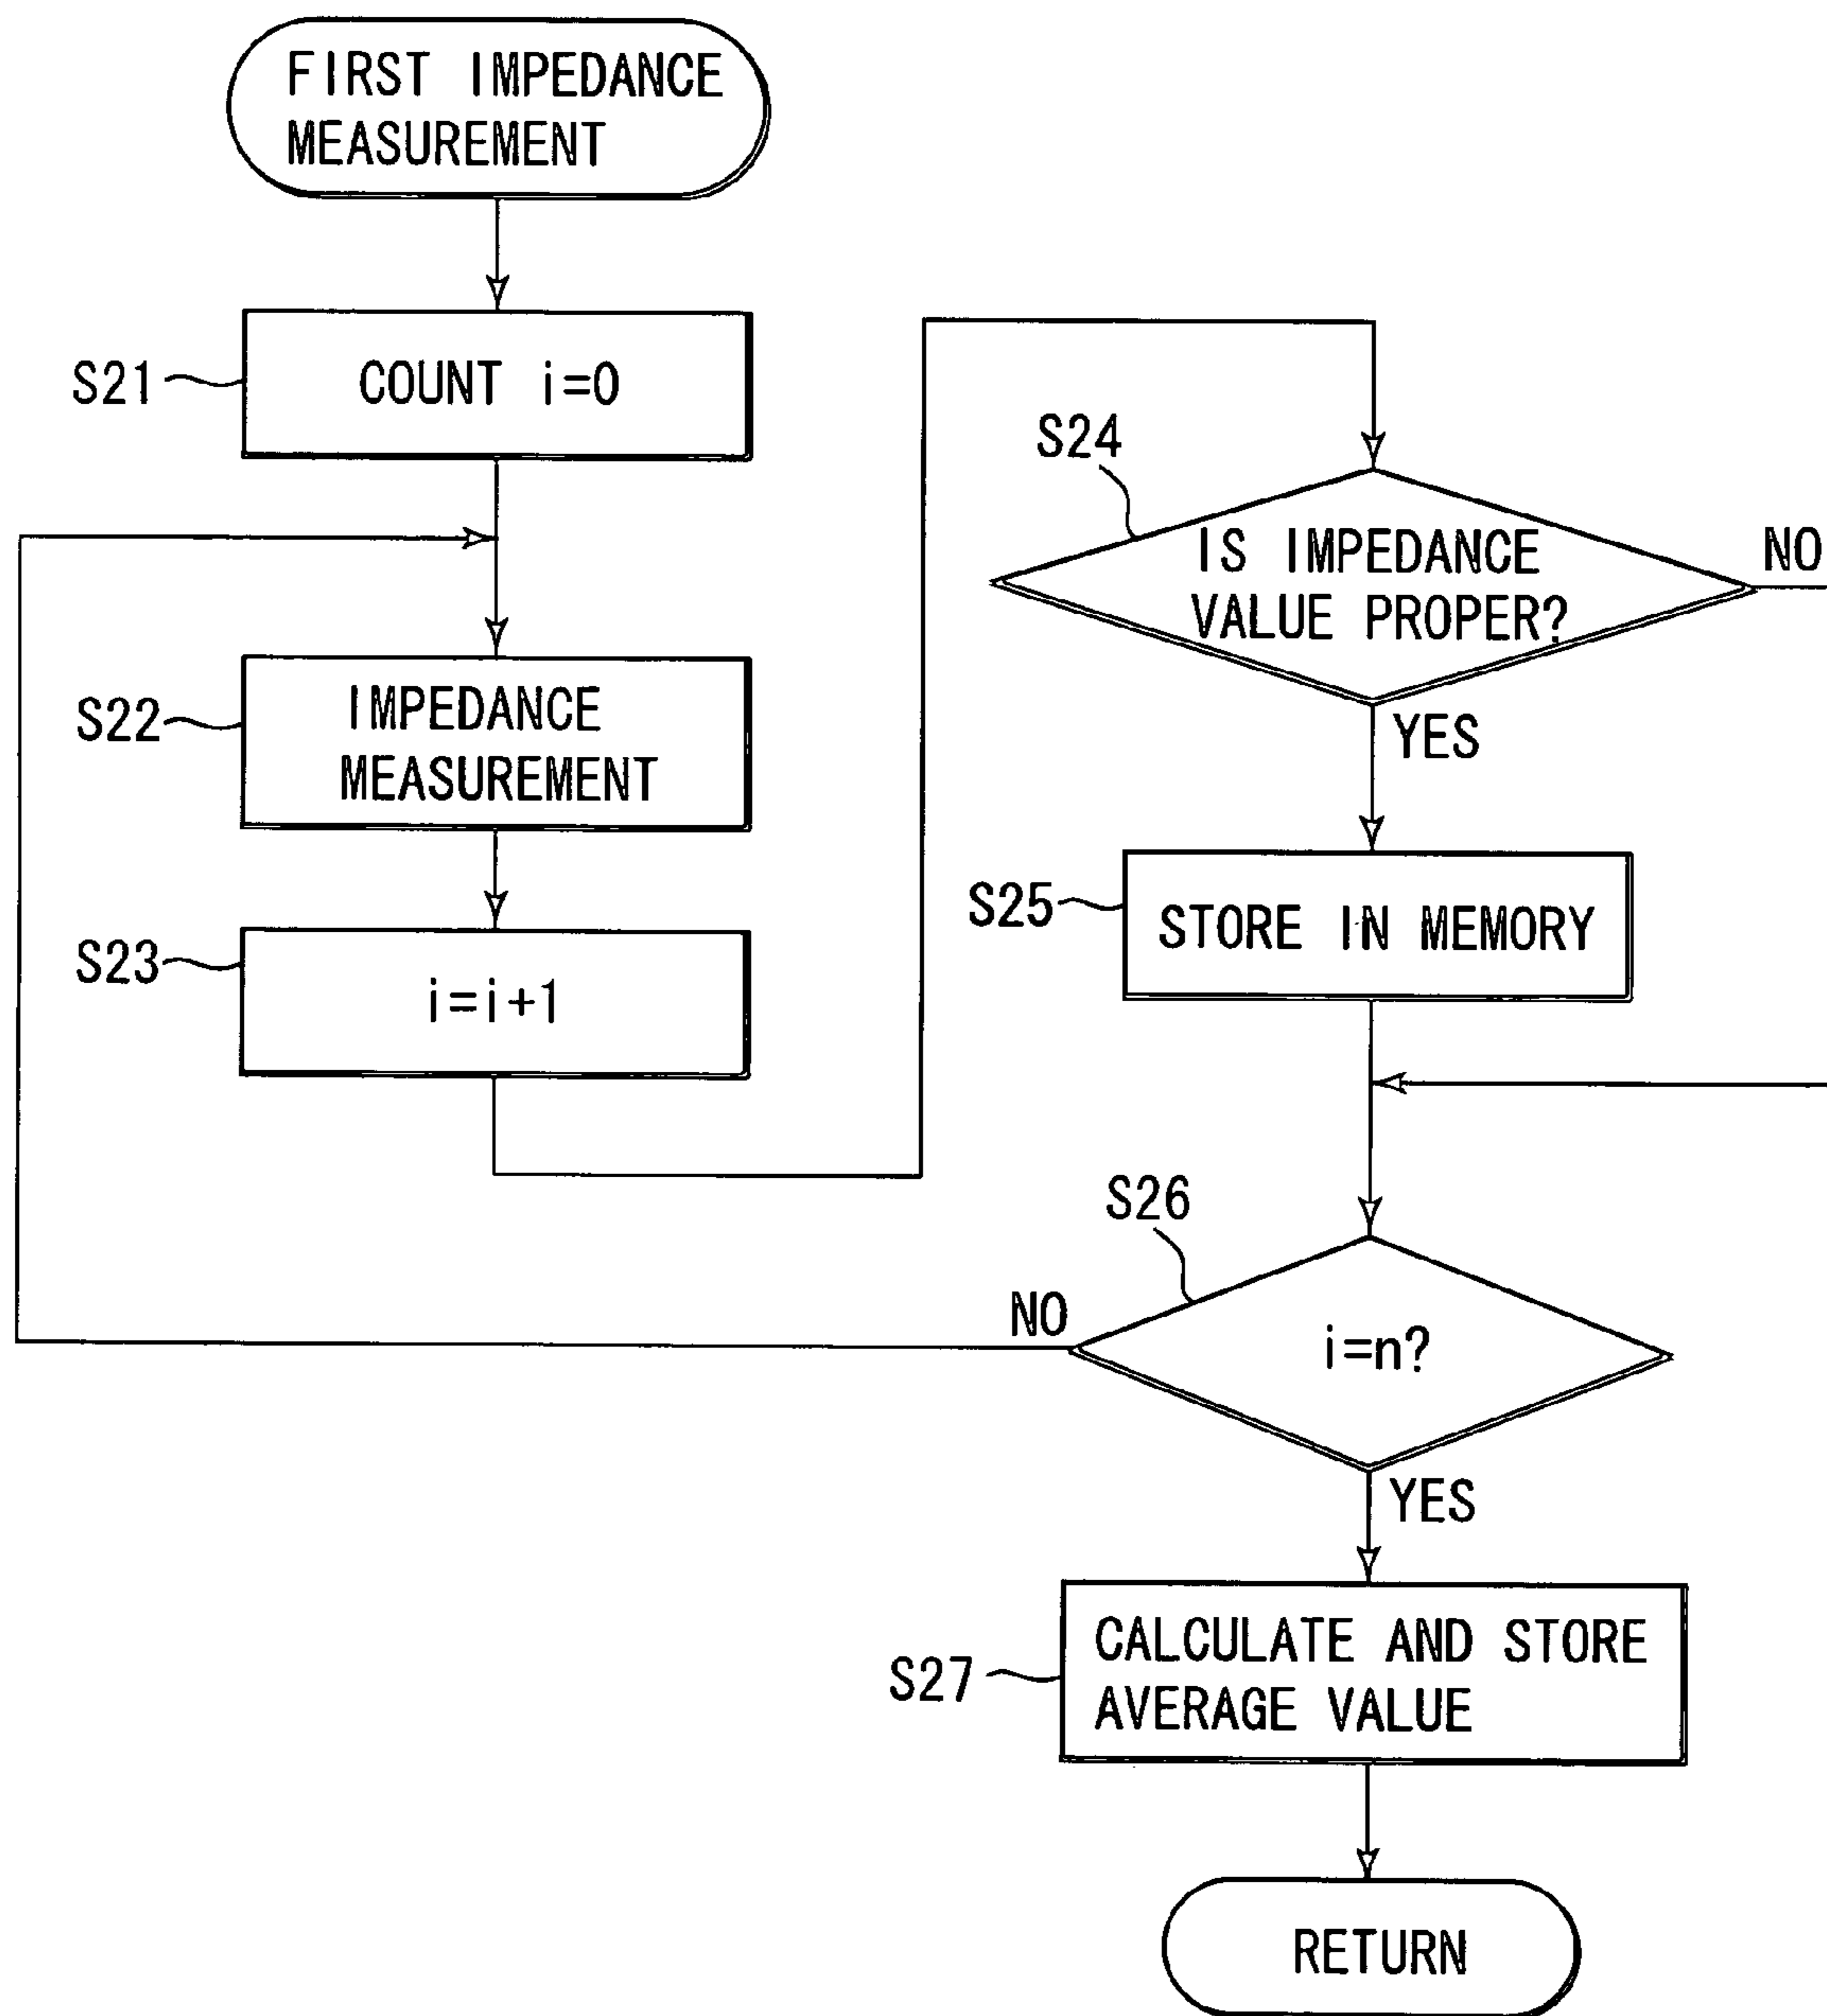 FIRST IMPEDANCE
MEASUREMENT
S21
COUNT i=0
S22
IMPEDANCE
MEASUREMENT
S23
i=i+1
S24
IS IMPEDANCE
VALUE PROPER?
NO
YES
S25
STORE IN MEMORY
S26
NO
i=n?
YES
S27
CALCULATE AND STORE
AVERAGE VALUE
RETURN